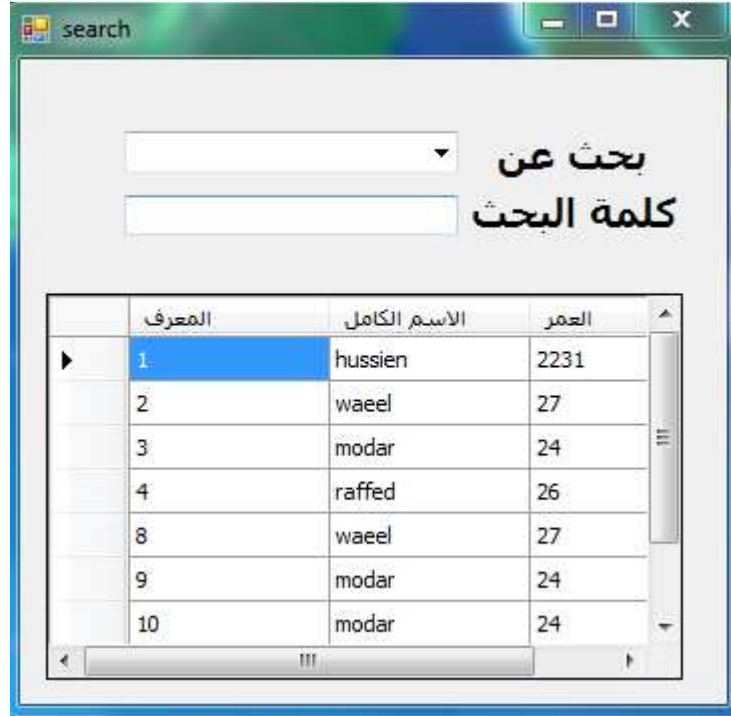 search
بحث عن
كلمة البحث
المعرف الاسم الكامل العمر
1 hussien 2231
2 waeel 27
3 modar 24
4 raffed 26
8 waeel 27
9 modar 24
10 modar 24